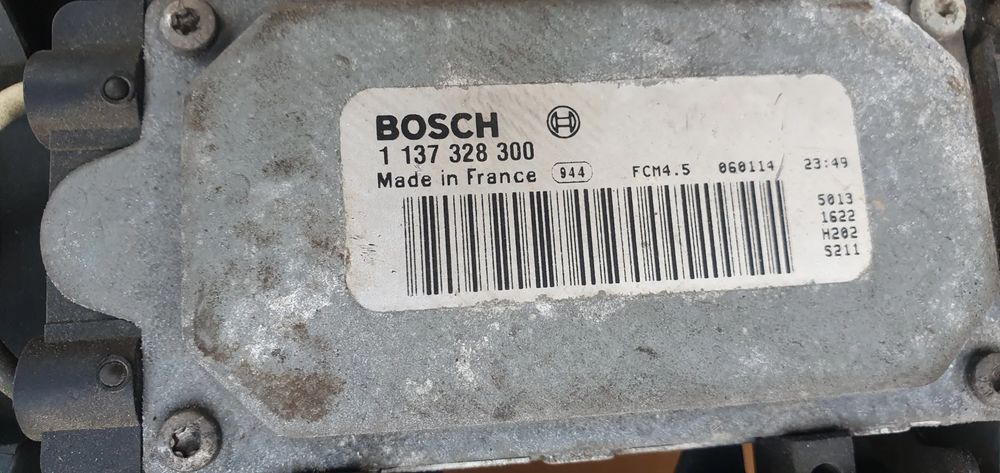 BOSCH
1 137 328 300
Made in France 944 FCM4.5 060114 23:49
5013
1622
H202
S211